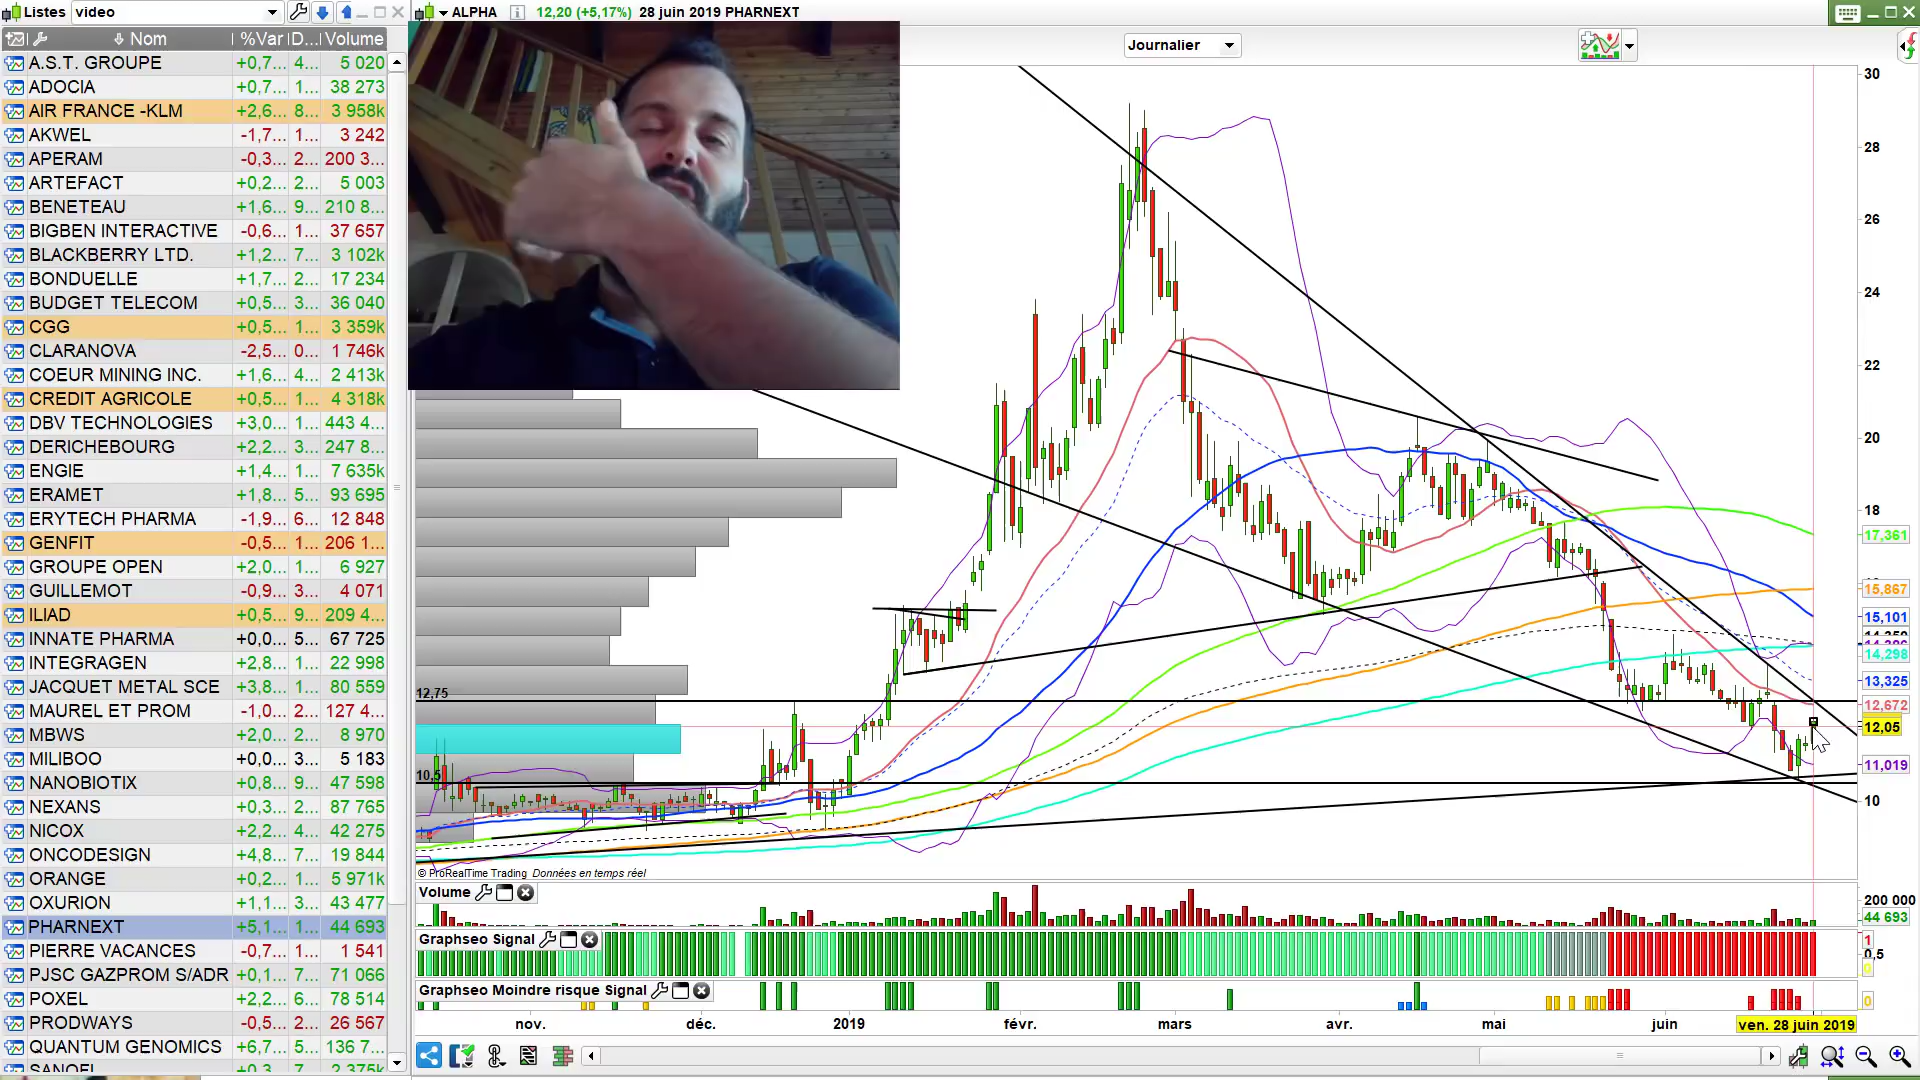 Listes video
ALPHA 12,20 (+5,17%) 28 juin 2019 PHARNEXT
Journalier
Nom %Var D... Volume
A.S.T. GROUPE +0,7... 4... 5 020
ADOCIA +0,7... 1... 38 273
AIR FRANCE -KLM +2,6... 8... 3 958k
AKWEL -1,7... 1... 3 242
APERAM -0,3... 2... 200 3...
ARTEFACT +0,2... 1... 5 003
BENETEAU +1,6... 9... 210 8...
BIGBEN INTERACTIVE -0,6... 1... 37 657
BLACKBERRY LTD. +1,2... 7... 3 102k
BONDUELLE +1,7... 2... 17 234
BUDGET TELECOM +0,5... 3... 36 040
CGG +0,5... 1... 3 359k
CLARANOVA -2,5... 0... 1 746k
COEUR MINING INC. +1,6... 4... 2 413k
CREDIT AGRICOLE +0,5... 1... 4 318k
DBV TECHNOLOGIES +3,0... 1... 443 4...
DERICHEBOURG +2,2... 3... 247 8...
ENGIE +1,4... 1... 7 635k
ERAMET +1,8... 5... 93 695
ERYTECH PHARMA -1,9... 6... 12 848
GENFIT -0,5... 1... 206 1...
GROUPE OPEN +2,0... 1... 6 927
GUILLEMOT -0,9... 3... 4 071
ILIAD +0,5... 9... 209 4...
INNATE PHARMA +0,0... 5... 67 725
INTEGRAGEN +2,8... 1... 22 998
JACQUET METAL SCE +3,8... 1... 80 559
MAUREL ET PROM -1,0... 2... 127 4...
MBWS +2,0... 2... 8 970
MILIBOO +0,0... 3... 5 183
NANOBIOTIX +0,8... 9... 47 598
NEXANS +0,3... 2... 87 765
NICOX +2,2... 4... 42 275
ONCODESIGN +4,8... 7... 19 844
ORANGE +0,2... 1... 5 971k
OXURION +1,1... 3... 43 477
PHARNEXT +5,1... 1... 44 693
PIERRE VACANCES -0,7... 1... 1 541
PJSC GAZPROM S/ADR +0,1... 7... 71 066
POXEL +2,2... 6... 78 514
PRODWAYS -0,5... 2... 26 567
QUANTUM GENOMICS +6,7... 5... 136 7...
SANOFI +0,3... 7... 2 375k
30
28
26
24
22
20
18
17,361
15,867
15,101
14,298
13,325
12,672
12,05
11,019
10
12,75
10,5
© ProRealTime Trading Données en temps réel
Volume
200 000
44 693
Graphseo Signal
1
0,5
0
Graphseo Moindre risque Signal
0
nov. déc. 2019 févr. mars avr. mai juin ven. 28 juin 2019